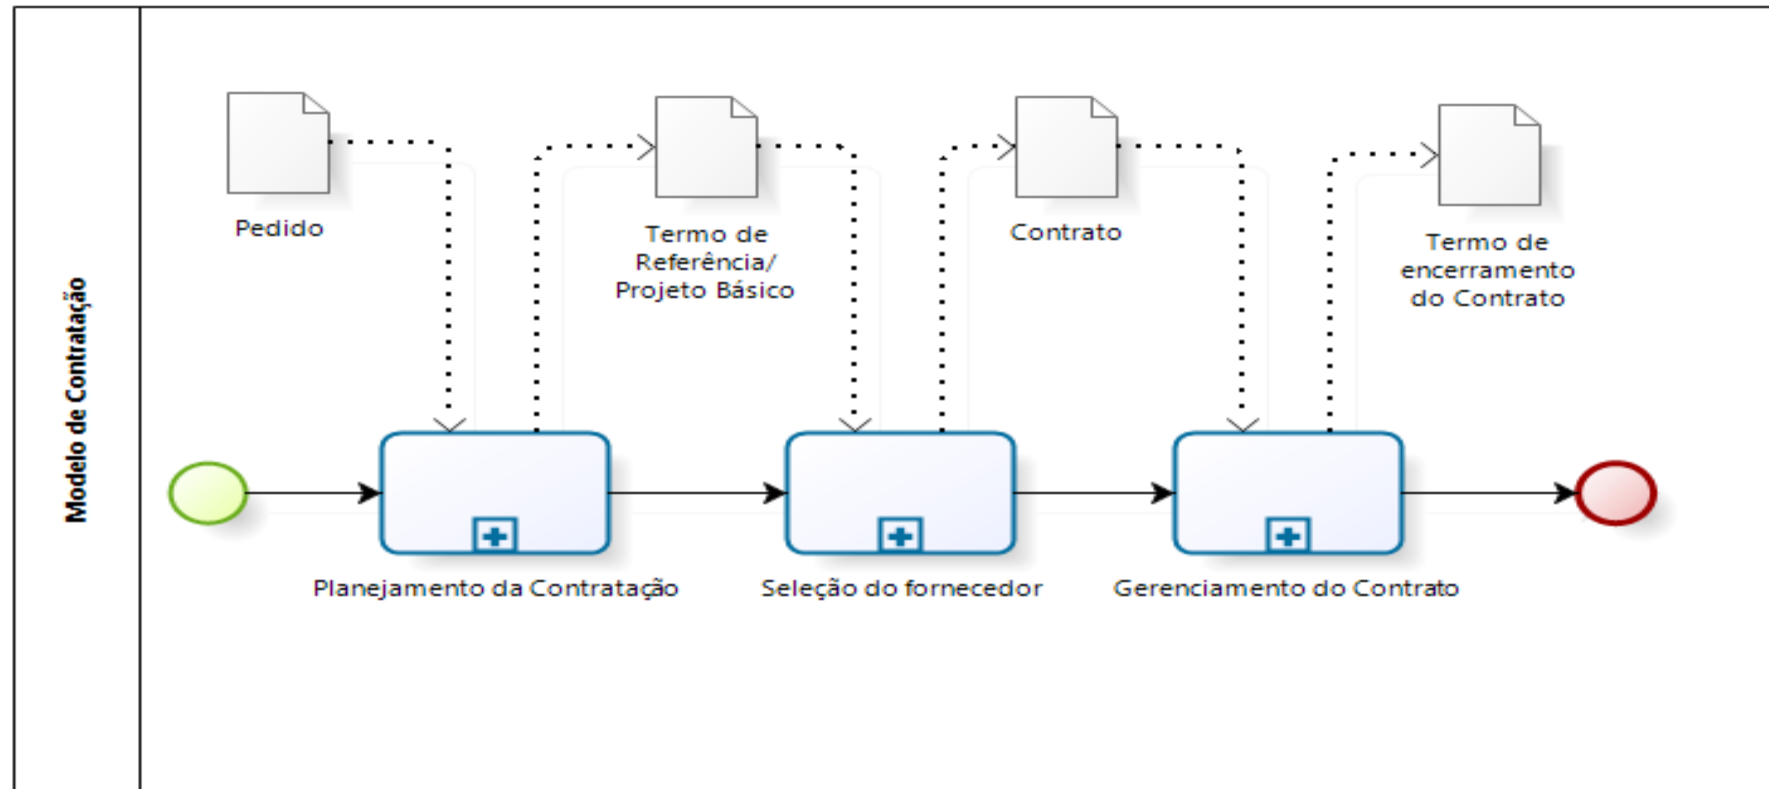 Modelo de Contratação
Pedido
Termo de
Referência/
Projeto Básico
Contrato
Termo de
encerramento
do Contrato
Planejamento da Contratação
Seleção do fornecedor
Gerenciamento do Contrato